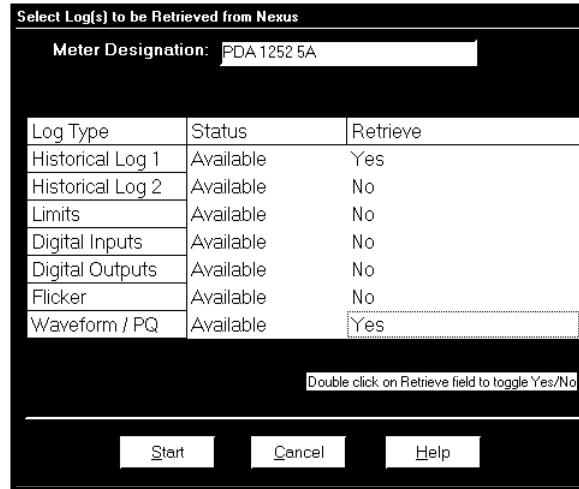 Select Log(s) to be Retrieved from Nexus
Meter Designation: PDA 1252 5A
Log Type Status Retrieve
Historical Log 1 Available Yes
Historical Log 2 Available No
Limits Available No
Digital Inputs Available No
Digital Outputs Available No
Flicker Available No
Waveform / PQ Available Yes
Double click on Retrieve field to toggle Yes/No
Start Cancel Help